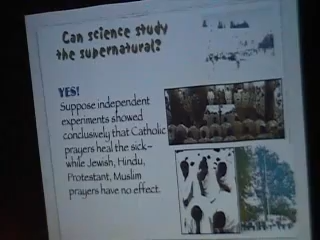 Can science study
the supernatural?
YES!
Suppose independent
experiments showed
conclusively that Catholic
prayers heal the sick–
while Jewish, Hindu,
Protestant, Muslim
prayers have no effect.